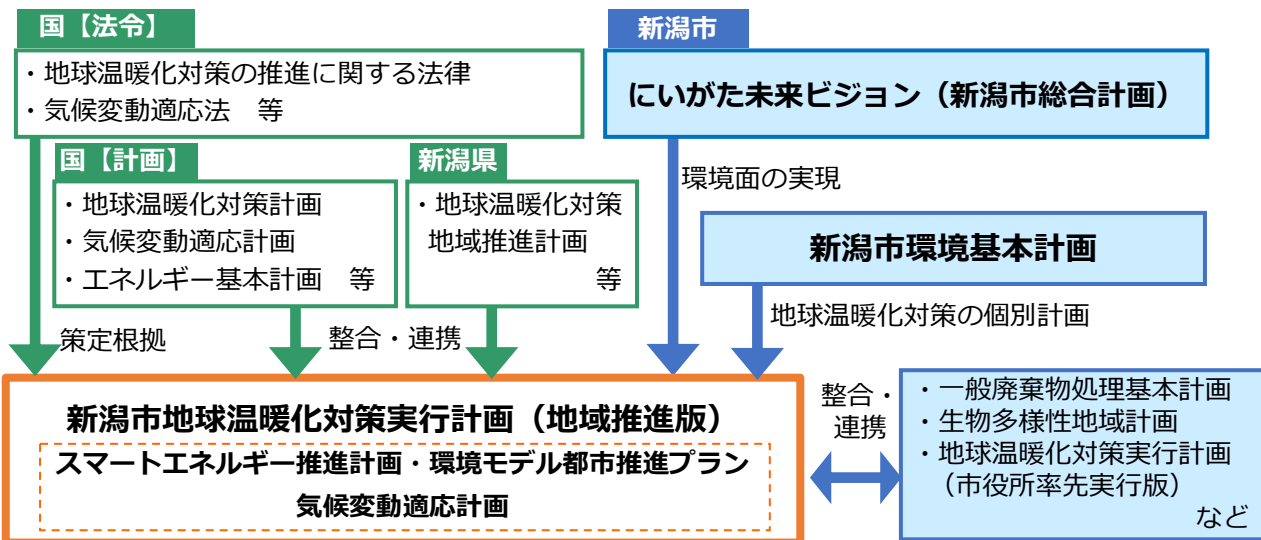 国【法令】
・地球温暖化対策の推進に関する法律
・気候変動適応法　等
新潟市
にいがた未来ビジョン（新潟市総合計画）
国【計画】
・地球温暖化対策計画
・気候変動適応計画
・エネルギー基本計画　等
新潟県
・地球温暖化対策
地域推進計画
等
環境面の実現
新潟市環境基本計画
地球温暖化対策の個別計画
策定根拠
整合・連携
新潟市地球温暖化対策実行計画（地域推進版）
スマートエネルギー推進計画・環境モデル都市推進プラン
気候変動適応計画
整合・
連携
・一般廃棄物処理基本計画
・生物多様性地域計画
・地球温暖化対策実行計画
（市役所率先実行版）
など